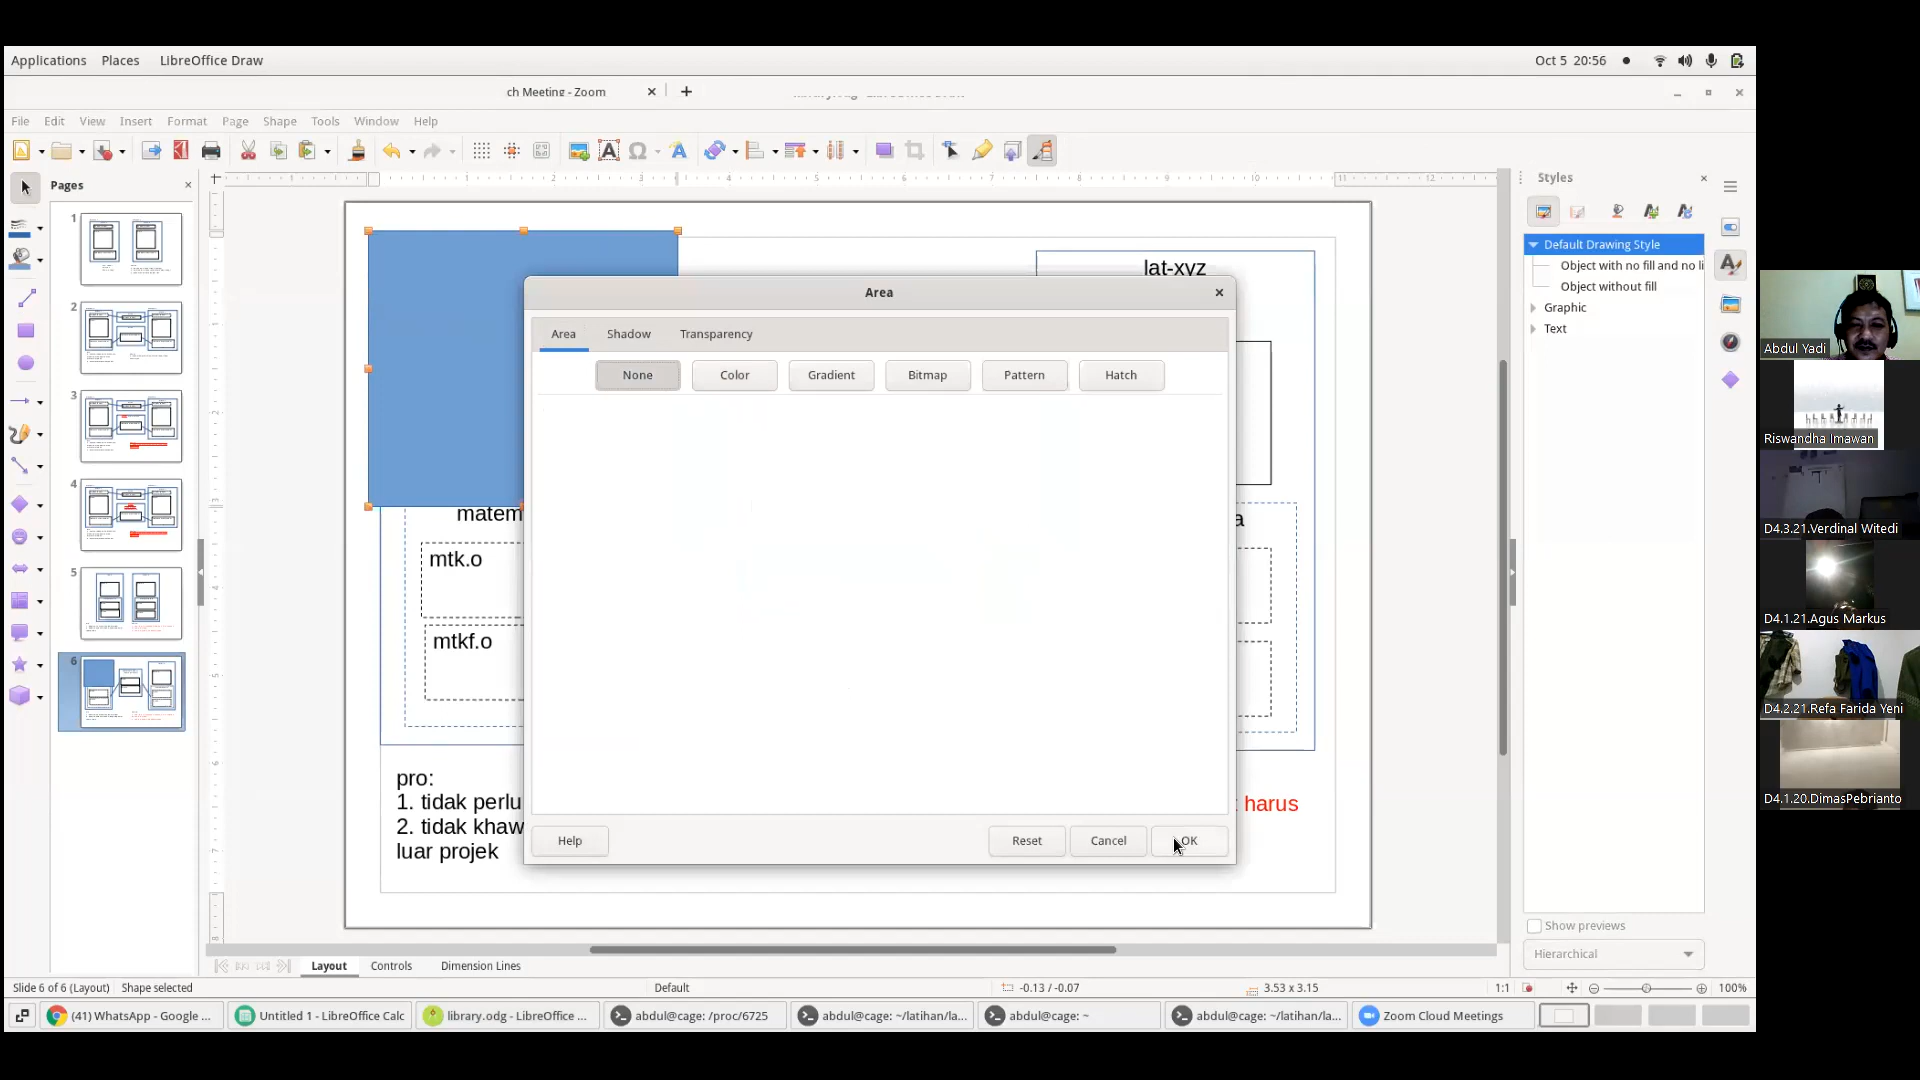 Applications Places LibreOffice Draw Oct 5 20:56
ch Meeting - Zoom
File Edit View Insert Format Page Shape Tools Window Help
Pages
Styles
1
2
3
4
5
6
Default Drawing Style
Object with no fill and no li
Object without fill
Graphic
Text
lat-xyz
Area
Area Shadow Transparency
None Color Gradient Bitmap Pattern Hatch
matem
a
mtk.o
mtkf.o
pro:
1. tidak perlu
2. tidak khaw
luar projek
harus
Help Reset Cancel OK
Show previews
Hierarchical
Layout Controls Dimension Lines
Slide 6 of 6 (Layout) Shape selected Default -0.13 / -0.07 3.53 x 3.15 1:1 100%
(41) WhatsApp - Google ... Untitled 1 - LibreOffice Calc library.odg - LibreOffice ... abdul@cage: /proc/6725 abdul@cage: ~/latihan/la... abdul@cage: ~ abdul@cage: ~/latihan/la... Zoom Cloud Meetings
Abdul Yadi
Riswandha Imawan
D4.3.21.Verdinal Witedi
D4.1.21.Agus Markus
D4.2.21.Refa Farida Yeni
D4.1.20.DimasPebrianto